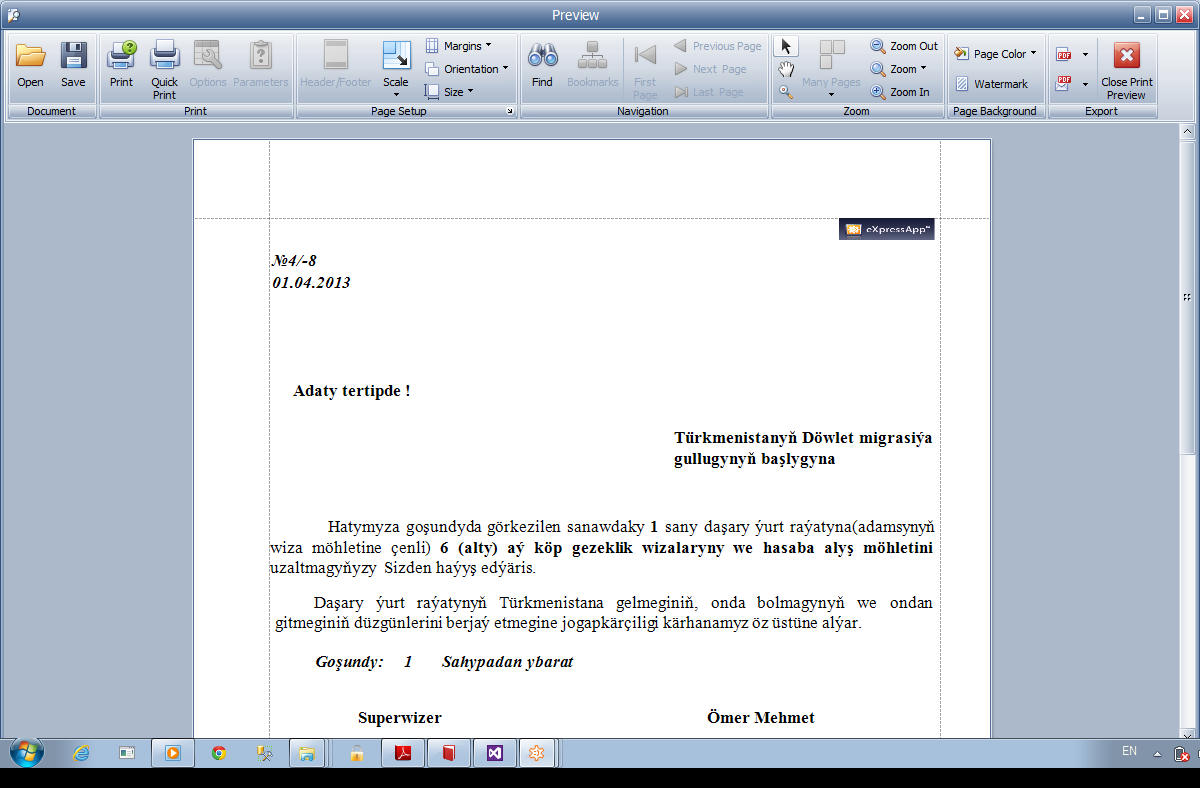 Preview
Open
Save
Document
Print
Quick Print
Options
Parameters
Print
Header/Footer
Scale
Margins
Orientation
Size
Page Setup
Find
Bookmarks
First Page
Previous Page
Next Page
Last Page
Navigation
Many Pages
Zoom Out
Zoom
Zoom In
Zoom
Page Color
Watermark
Page Background
PDF
PDF
Export
Close Print Preview
eXpressApp™
№4/-8
01.04.2013
Adaty tertipde !
Türkmenistanyň Döwlet migrasiýa
gullugynyň başlygyna
Hatymyza goşundyda görkezilen sanawdaky 1 sany daşary ýurt raýatyna(adamsynyň
wiza möhletine çenli) 6 (alty) aý köp gezeklik wizalaryny we hasaba alyş möhletini
uzaltmagyňyzy Sizden haýyş edýäris.
Daşary ýurt raýatynyň Türkmenistana gelmeginiň, onda bolmagynyň we ondan
gitmeginiň düzgünlerini berjaý etmegine jogapkärçiligi kärhanamyz öz üstüne alýar.
Goşundy: 1 Sahypadan ybarat
Superwizer
Ömer Mehmet
EN